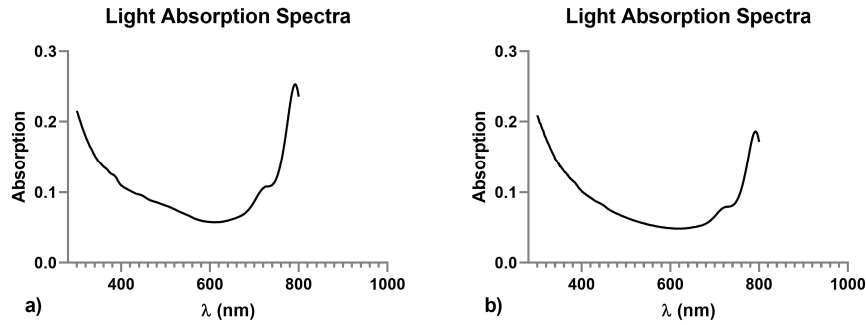 Light Absorption Spectra
0.3
0.2
0.1
0.0
Absorption
400
600
800
1000
λ (nm)
a)
Light Absorption Spectra
0.3
0.2
0.1
0.0
Absorption
400
600
800
1000
λ (nm)
b)